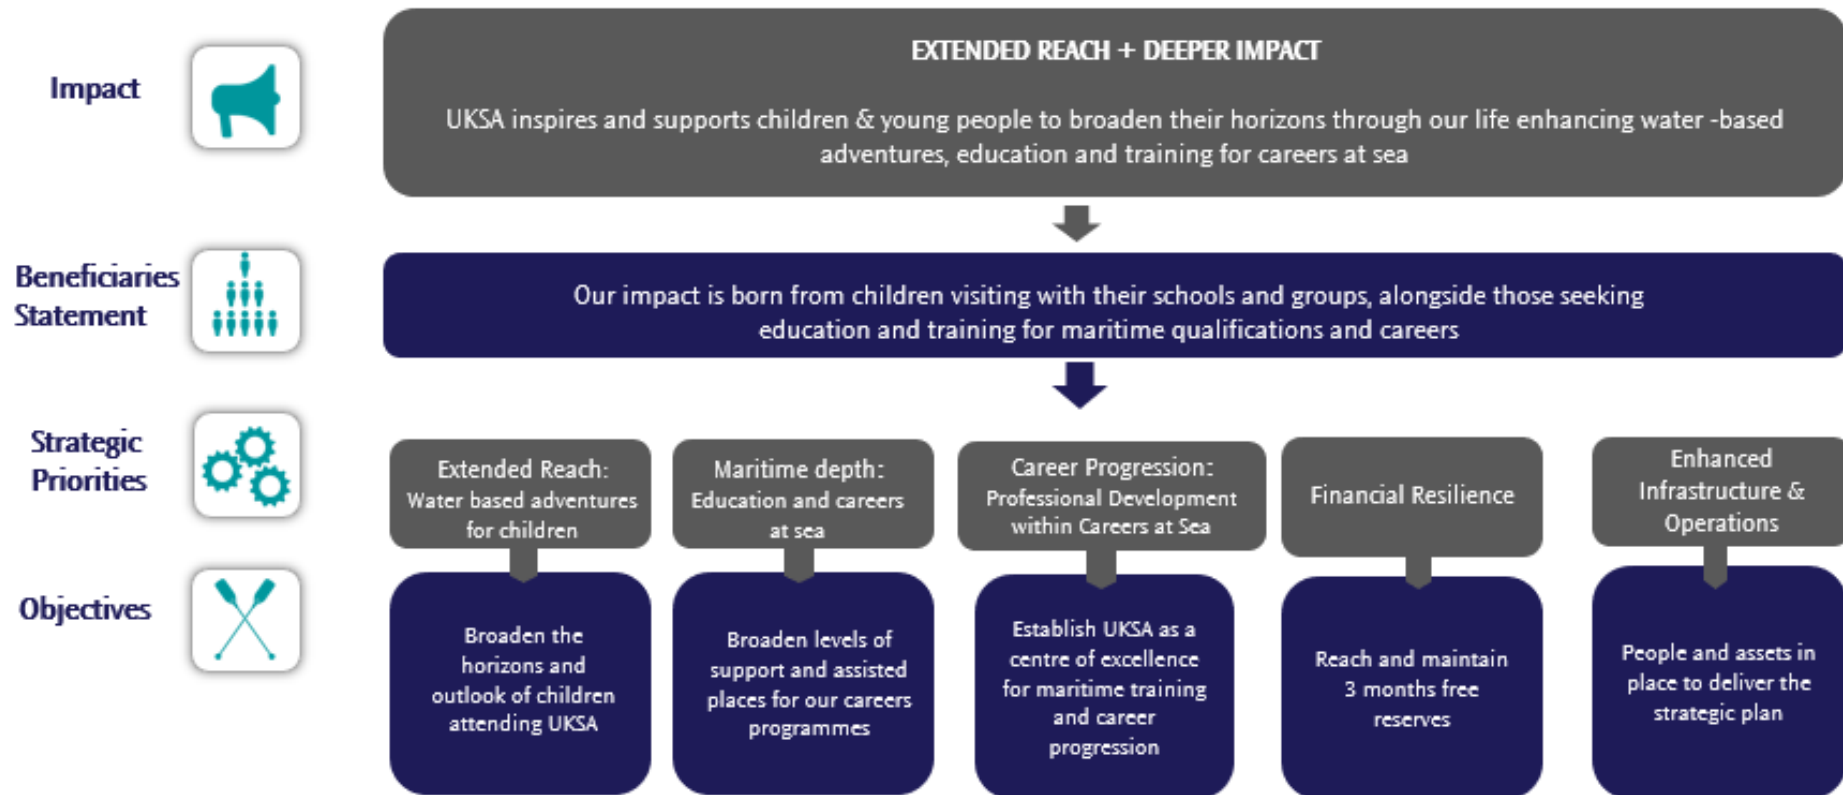 Impact
EXTENDED REACH + DEEPER IMPACT
UKSA inspires and supports children & young people to broaden their horizons through our life enhancing water -based
adventures, education and training for careers at sea
Beneficiaries
Statement
Our impact is born from children visiting with their schools and groups, alongside those seeking
education and training for maritime qualifications and careers
Strategic
Priorities
Extended Reach:
Water based adventures
for children
Maritime depth:
Education and careers
at sea
Career Progression:
Professional Development
within Careers at Sea
Financial Resilience
Enhanced
Infrastructure &
Operations
Objectives
Broaden the
horizons and
outlook of children
attending UKSA
Broaden levels of
support and assisted
places for our careers
programmes
Establish UKSA as a
centre of excellence
for maritime training
and career
progression
Reach and maintain
3 months free
reserves
People and assets in
place to deliver the
strategic plan